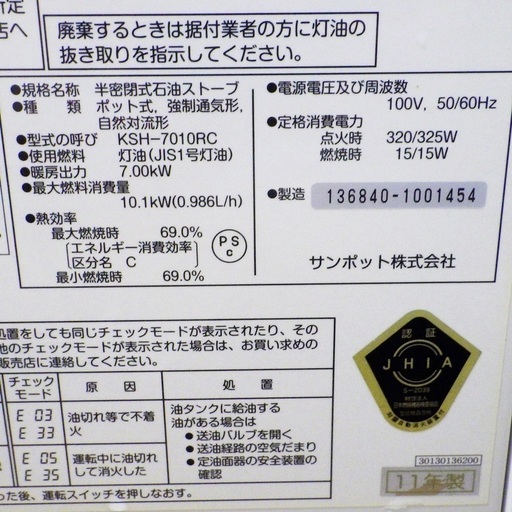 所定
店へ
廃棄するときは据付業者の方に灯油の
抜き取りを指示してください。
●規格名称 半密閉式石油ストーブ
●種 類 ポット式,強制通気形,
自然対流形
●型式の呼び KSH-7010RC
●使用燃料 灯油(JIS1号灯油)
●暖房出力 7.00kW
●最大燃料消費量
10.1kW(0.986L/h)
●熱効率
最大燃焼時 69.0%
[エネルギー消費効率]
[区分名 C]
最小燃焼時 69.0%
PS
C
●電源電圧及び周波数
100V, 50/60Hz
●定格消費電力
点火時 320/325W
燃焼時 15/15W
●製造 136840-1001454
サンポット株式会社
処置をしても同じチェックモードが表示されたり、その
他のチェックモードが表示された場合は、お買い求めの
販売店に連絡してください。
チェック
モード 原 因 処 置
E 03
E 33
油切れ等で不着
火
油タンクに給油する
油がある場合は
● 送油バルブを開く
● 送油経路の空気だまり
● 定油面器の安全装置の
確認
E 05
E 35
運転中に油切れ
して消火した
った後、運転スイッチを押しなおす。
認証
JHIA
30130136200
11年製